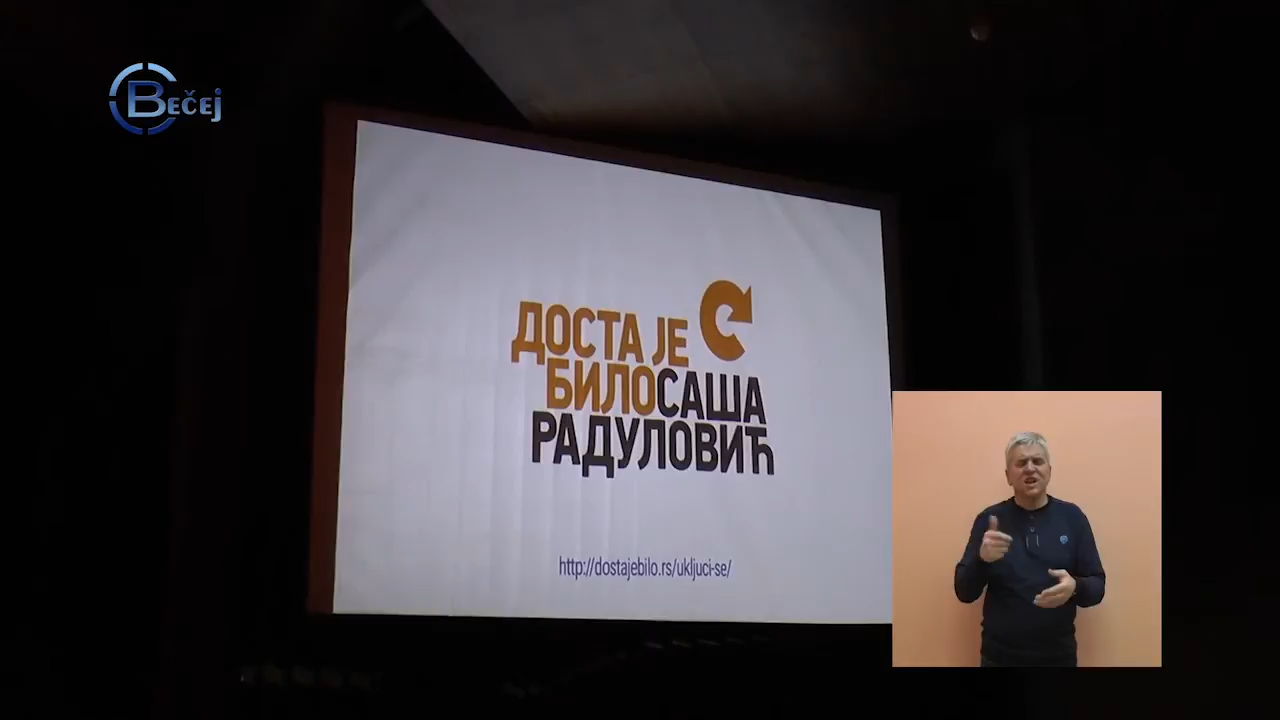 BEČEJ
ДОСТА ЈЕ
БИЛОСАША
РАДУЛОВИЋ
http://dostajebilo.rs/ukljuci-se/